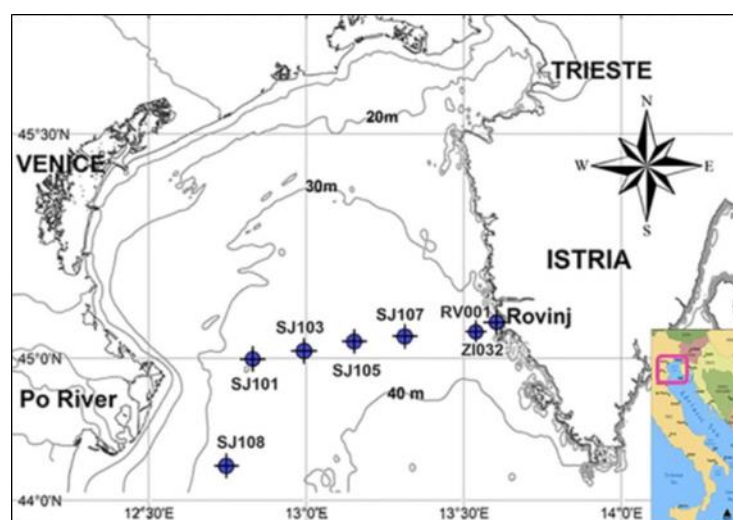 TRIESTE
20m
45°30'N
VENICE
N
W
E
S
30m
ISTRIA
SJ103
SJ107
RV001
Rovinj
ZI032
45°0'N
SJ101
SJ105
Po River
40 m
SJ108
44°0'N
12°30'E
13°0'E
13°30'E
14°0'E